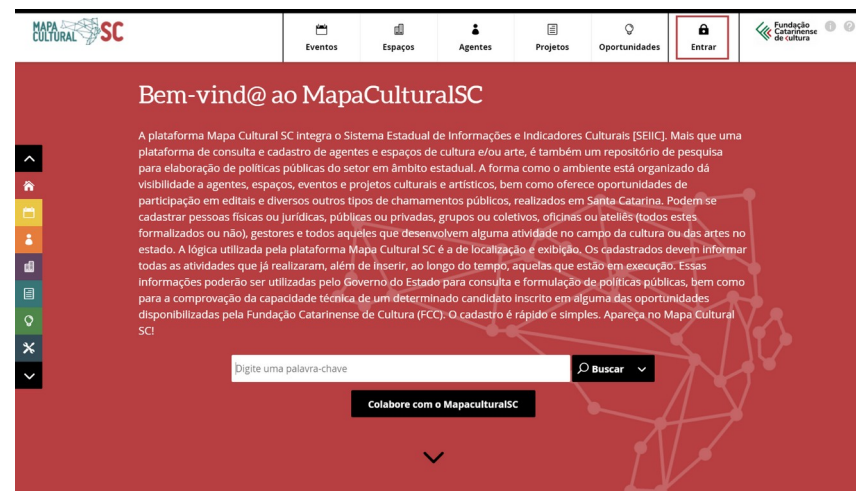 MAPA
CULTURAL SC
Eventos
Espaços
Agentes
Projetos
Oportunidades
Entrar
Fundação
Catarinense
de cultura
Bem-vind@ ao MapaCulturalSC
A plataforma Mapa Cultural SC integra o Sistema Estadual de Informações e Indicadores Culturais [SEIIC]. Mais que uma
plataforma de consulta e cadastro de agentes e espaços de cultura e/ou arte, é também um repositório de pesquisa
para elaboração de políticas públicas do setor em âmbito estadual. A forma como o ambiente está organizado dá
visibilidade a agentes, espaços, eventos e projetos culturais e artísticos, bem como oferece oportunidades de
participação em editais e diversos outros tipos de chamamentos públicos, realizados em Santa Catarina. Podem se
cadastrar pessoas físicas ou jurídicas, públicas ou privadas, grupos ou coletivos, oficinas ou ateliês (todos estes
formalizados ou não), gestores e todos aqueles que desenvolvem alguma atividade no campo da cultura ou das artes no
estado. A lógica utilizada pela plataforma Mapa Cultural SC é a de localização e exibição. Os cadastrados devem informar
todas as atividades que já realizaram, além de inserir, ao longo do tempo, aquelas que estão em execução. Essas
informações poderão ser utilizadas pelo Governo do Estado para consulta e formulação de políticas públicas, bem como
para a comprovação da capacidade técnica de um determinado candidato inscrito em alguma das oportunidades
disponibilizadas pela Fundação Catarinense de Cultura (FCC). O cadastro é rápido e simples. Apareça no Mapa Cultural
SC!
Digite uma palavra-chave
Buscar
Colabore com o MapaculturalSC